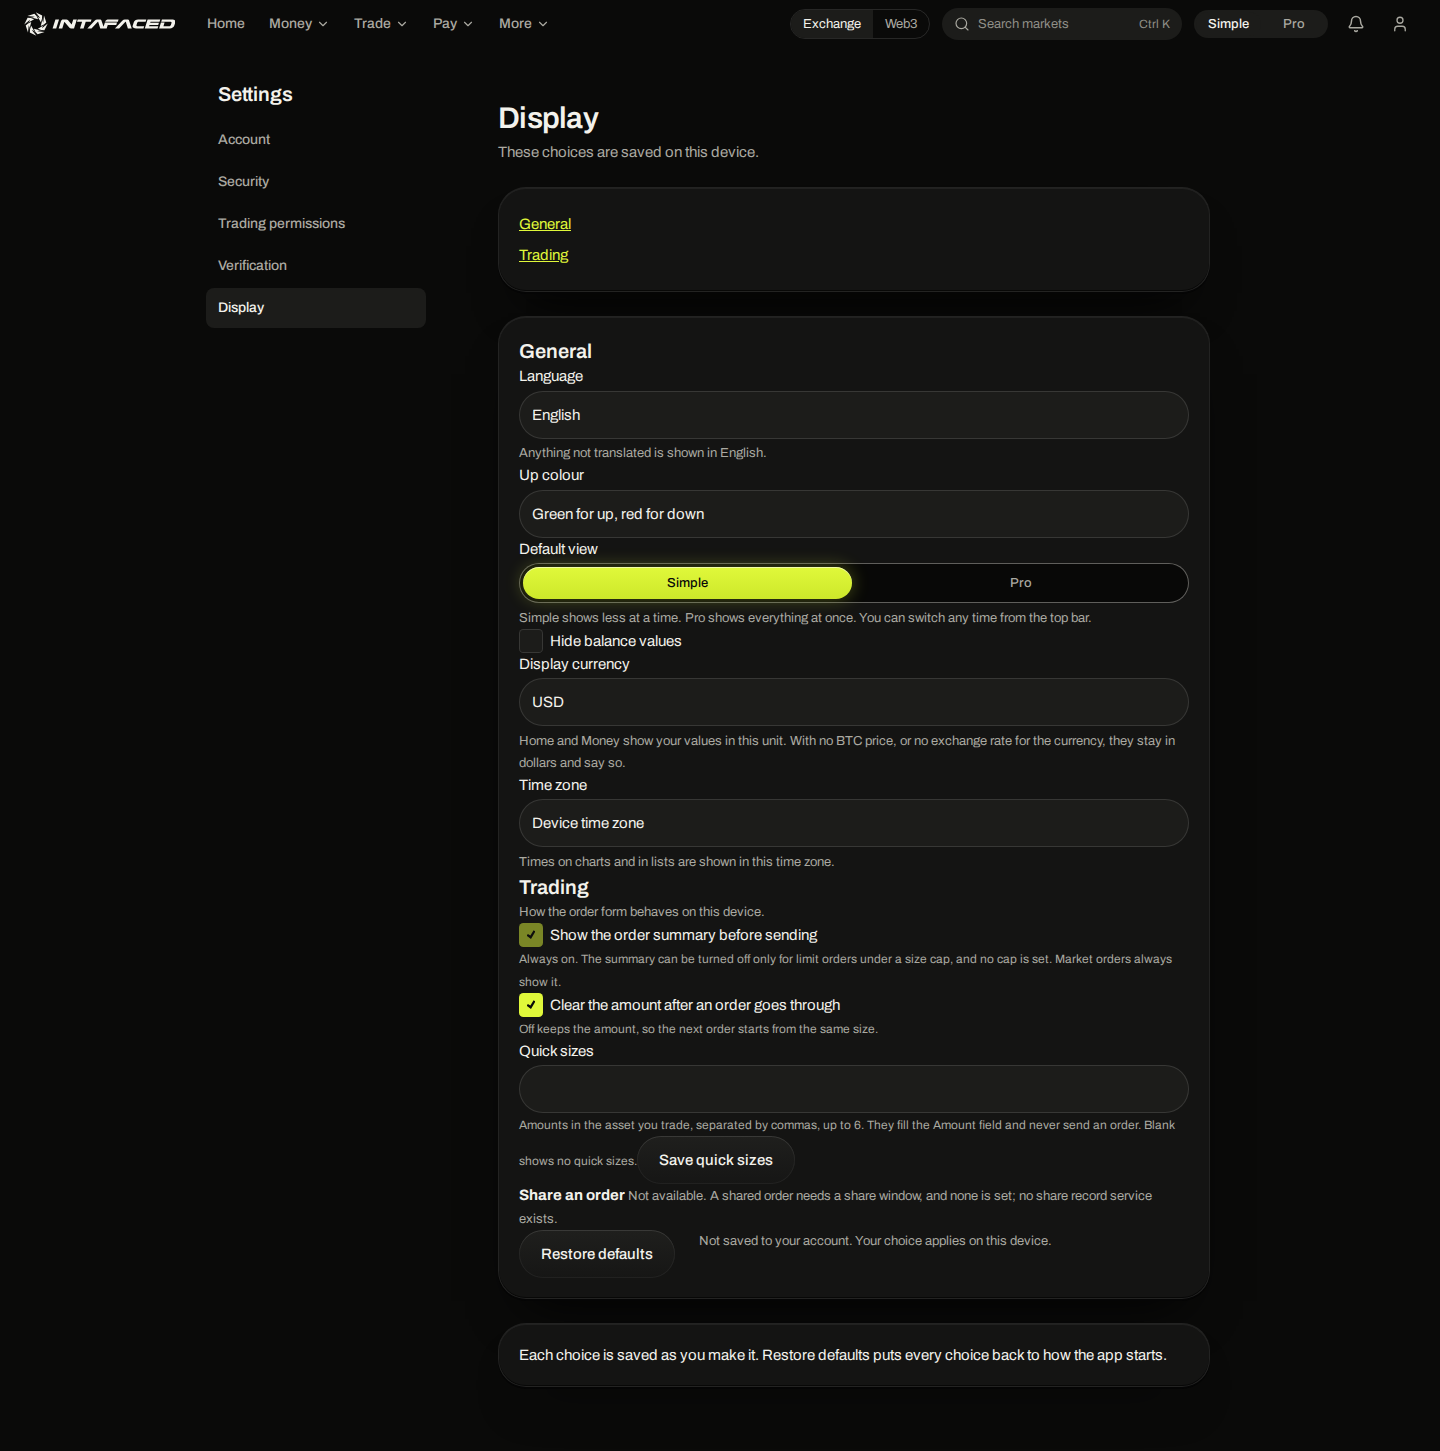 INTAFACED
Home
Money
Trade
Pay
More
Exchange
Web3
Search markets
Ctrl K
Simple
Pro
Settings
Account
Security
Trading permissions
Verification
Display
Display
These choices are saved on this device.
General
Trading
General
Language
English
Anything not translated is shown in English.
Up colour
Green for up, red for down
Default view
Simple
Pro
Simple shows less at a time. Pro shows everything at once. You can switch any time from the top bar.
Hide balance values
Display currency
USD
Home and Money show your values in this unit. With no BTC price, or no exchange rate for the currency, they stay in
dollars and say so.
Time zone
Device time zone
Times on charts and in lists are shown in this time zone.
Trading
How the order form behaves on this device.
Show the order summary before sending
Always on. The summary can be turned off only for limit orders under a size cap, and no cap is set. Market orders always
show it.
Clear the amount after an order goes through
Off keeps the amount, so the next order starts from the same size.
Quick sizes
Amounts in the asset you trade, separated by commas, up to 6. They fill the Amount field and never send an order. Blank
shows no quick sizes.
Save quick sizes
Share an order Not available. A shared order needs a share window, and none is set; no share record service
exists.
Restore defaults
Not saved to your account. Your choice applies on this device.
Each choice is saved as you make it. Restore defaults puts every choice back to how the app starts.